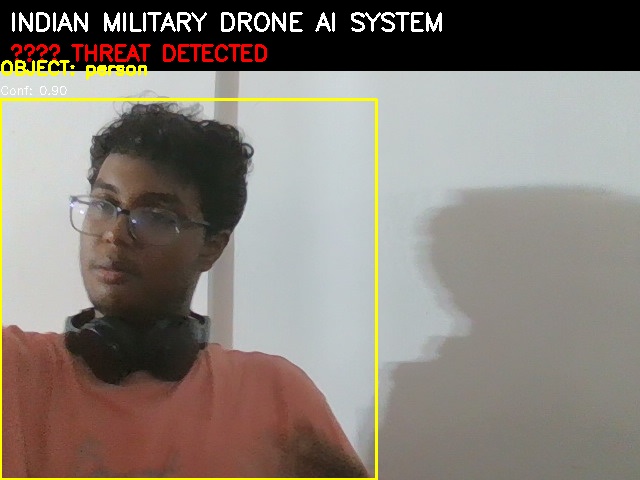 INDIAN MILITARY DRONE AI SYSTEM
???? THREAT DETECTED
OBJECT: person
Conf: 0.90